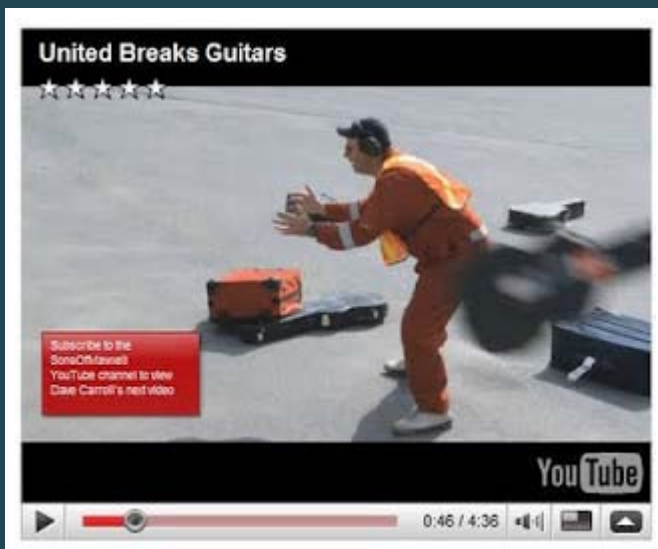 United Breaks Guitars
Subscribe to the
SonsOfMaxwell
YouTube channel to view
Dave Carroll's next video
YouTube
0:46 / 4:36